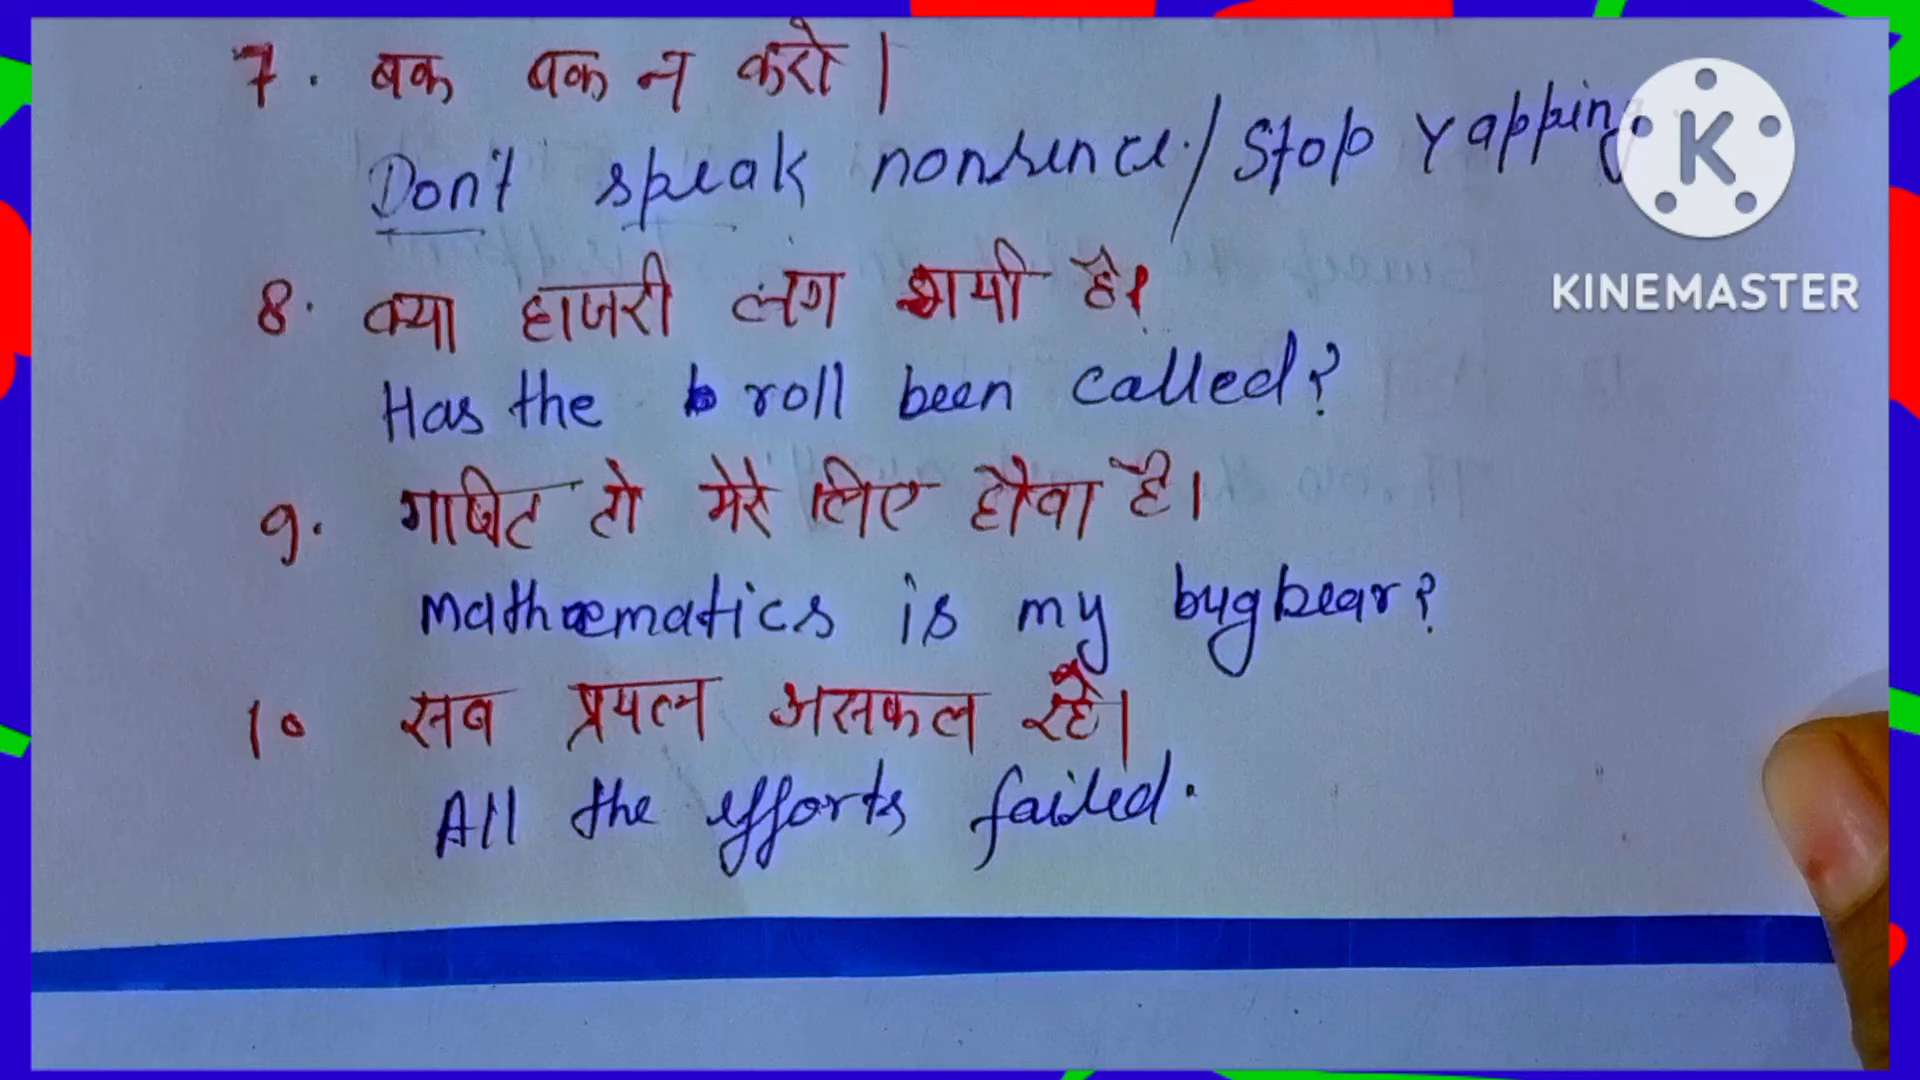 7. बक बक न करो।
Don't speak nonsence./Stop Yapping.
8. क्या हाजरी लग गयी है?
Has the roll been called?
9. गणित तो मेरे लिए हौवा है।
Mathematics is my bugbear?
10 सब प्रयत्न असफल रहे।
All the efforts failed.
K
KINEMASTER